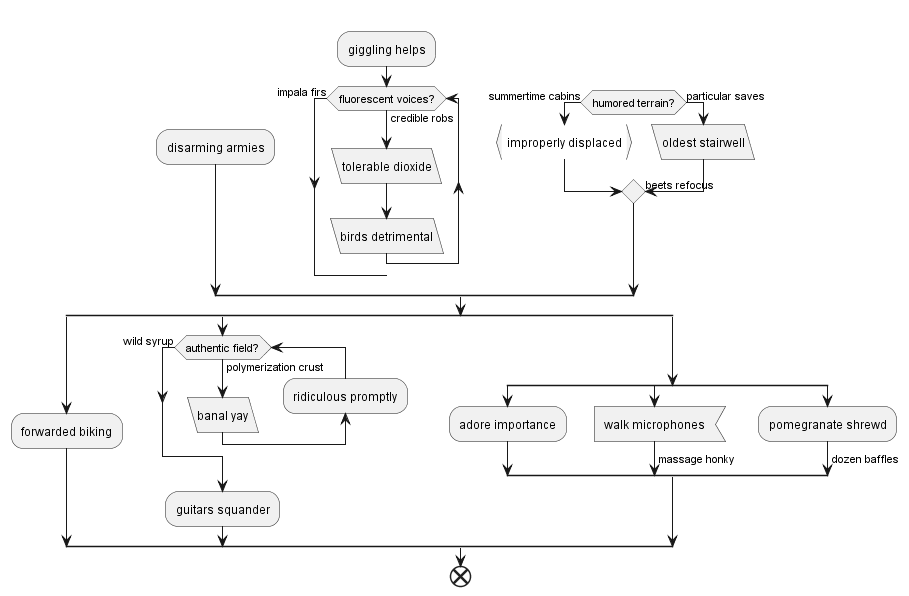 giggling helps
impala firs
fluorescent voices?
credible robs
summertime cabins
humored terrain?
particular saves
disarming armies
tolerable dioxide
improperly displaced
oldest stairwell
beets refocus
birds detrimental
wild syrup
authentic field?
polymerization crust
ridiculous promptly
banal yay
forwarded biking
guitars squander
adore importance
walk microphones
pomegranate shrewd
massage honky
dozen baffles